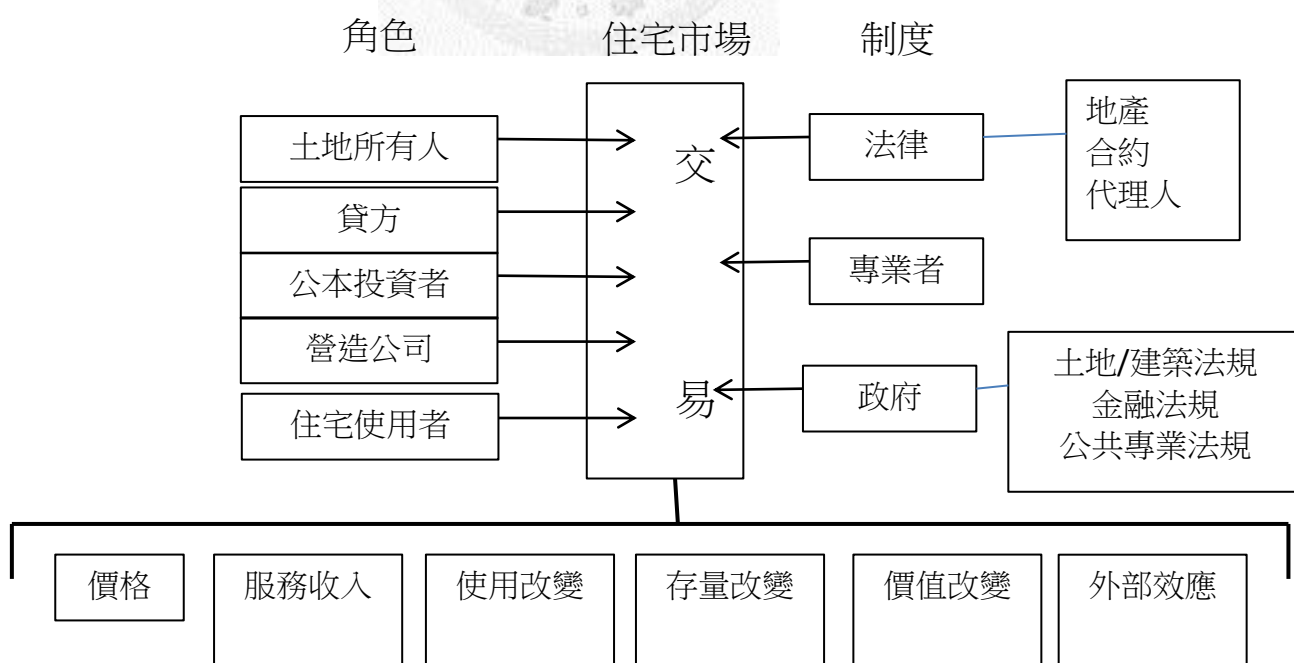 角色
住宅市場
制度
土地所有人
貸方
公本投資者
營造公司
住宅使用者
交
易
法律
專業者
政府
地產
合約
代理人
土地/建築法規
金融法規
公共專業法規
價格
服務收入
使用改變
存量改變
價值改變
外部效應